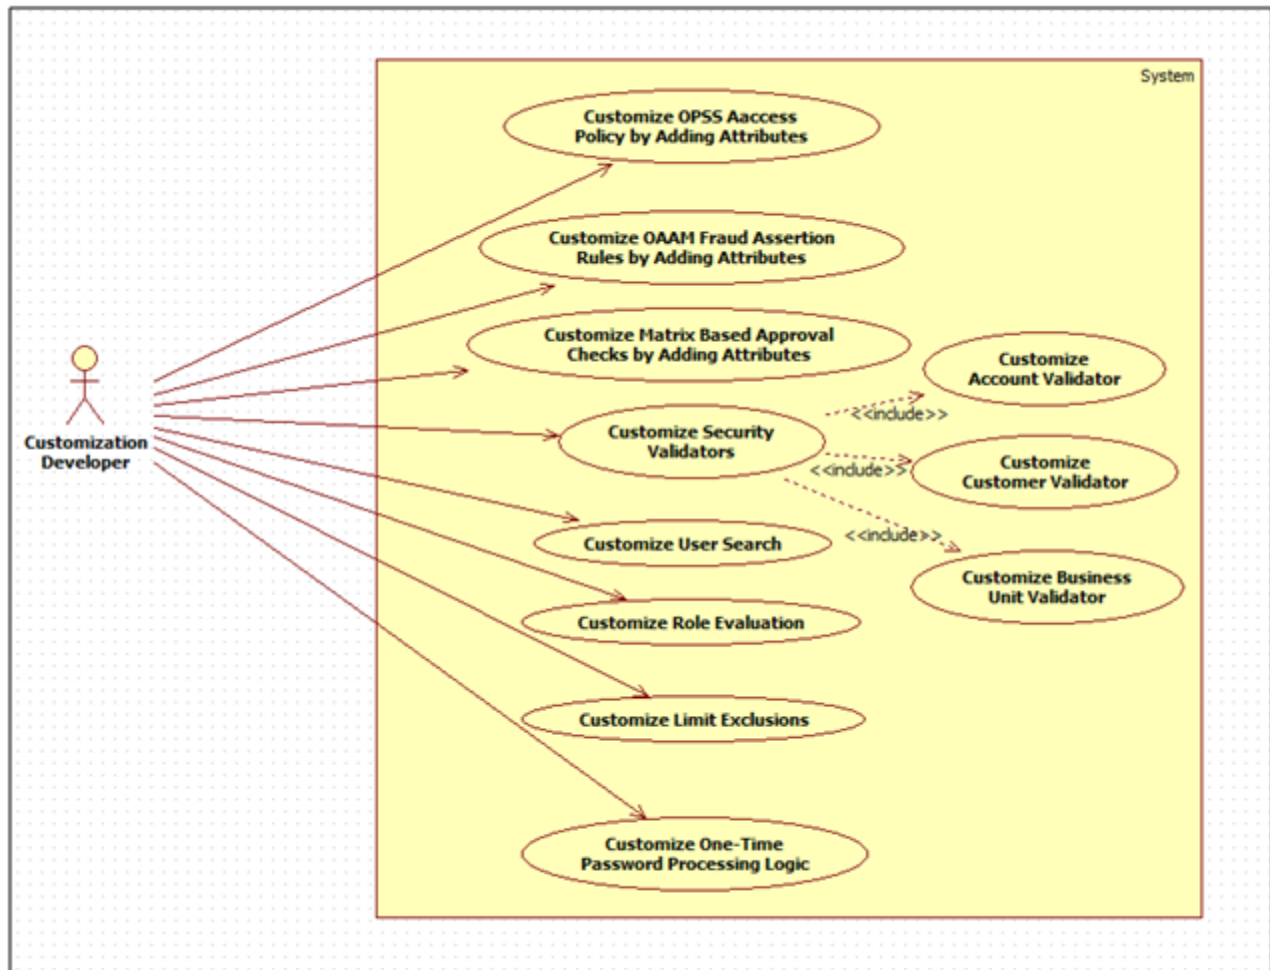 System
Customize OPSS Aaccess
Policy by Adding Attributes
Customize OAAM Fraud Assertion
Rules by Adding Attributes
Customize Matrix Based Approval
Checks by Adding Attributes
Customize
Account Validator
<<include>>
Customization
Developer
Customize Security
Validators
<<include>>
Customize
Customer Validator
Customize User Search
<<include>>
Customize Business
Unit Validator
Customize Role Evaluation
Customize Limit Exclusions
Customize One-Time
Password Processing Logic